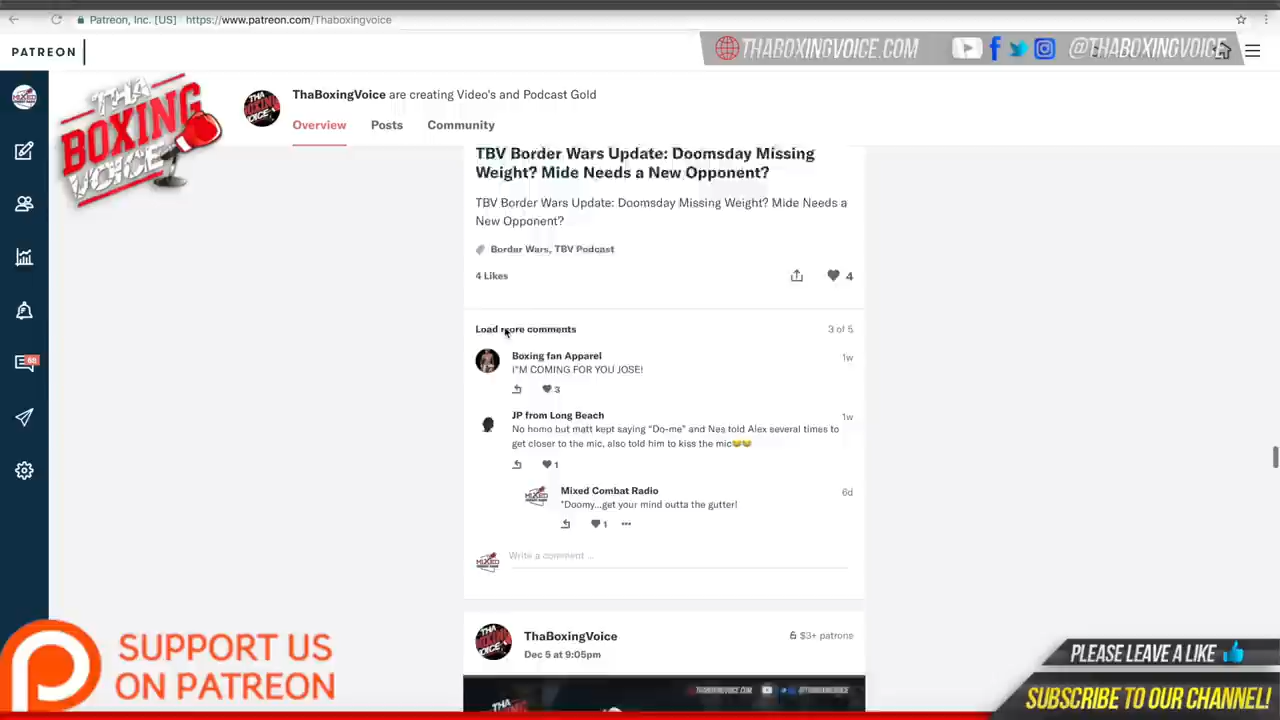 Patreon, Inc. [US] https://www.patreon.com/Thaboxingvoice
PATREON
THABOXINGVOICE.COM
@THABOXINGVOICE
THA BOXING VOICE
ThaBoxingVoice are creating Video's and Podcast Gold
Overview Posts Community
TBV Border Wars Update: Doomsday Missing
Weight? Mide Needs a New Opponent?
TBV Border Wars Update: Doomsday Missing Weight? Mide Needs a
New Opponent?
Border Wars, TBV Podcast
4 Likes 4
Load more comments 3 of 5
Boxing fan Apparel 1w
I"M COMING FOR YOU JOSE!
3
JP from Long Beach 1w
No homo but matt kept saying "Do-me" and Nes told Alex several times to
get closer to the mic, also told him to kiss the mic😂😂
1
Mixed Combat Radio 6d
"Doomy...get your mind outta the gutter!
1
Write a comment ...
ThaBoxingVoice $3+ patrons
Dec 5 at 9:05pm
THABOXINGVOICE.COM @THABOXINGVOICE
SUPPORT US
ON PATREON
PLEASE LEAVE A LIKE
SUBSCRIBE TO OUR CHANNEL!